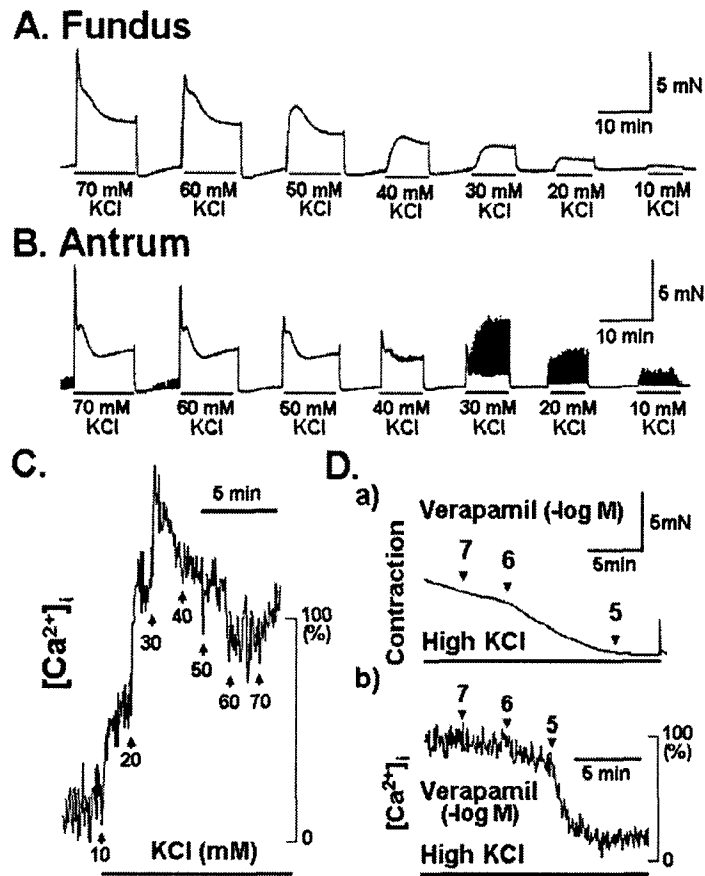 A. Fundus
5 mN
10 min
70 mM 60 mM 50 mM 40 mM 30 mM 20 mM 10 mM
KCl KCl KCl KCl KCl KCl KCl
B. Antrum
5 mN
10 min
70 mM 60 mM 50 mM 40 mM 30 mM 20 mM 10 mM
KCl KCl KCl KCl KCl KCl KCl
C.
5 min
[Ca2+]i
100
(%)
0
10
20
30
40
50
60
70
KCl (mM)
D.
a)
Verapamil (-log M)
5mN
5min
7 6 5
Contraction
High KCl
b)
7 6 5
100
(%)
5 min
[Ca2+]i
Verapamil
(-log M)
0
High KCl